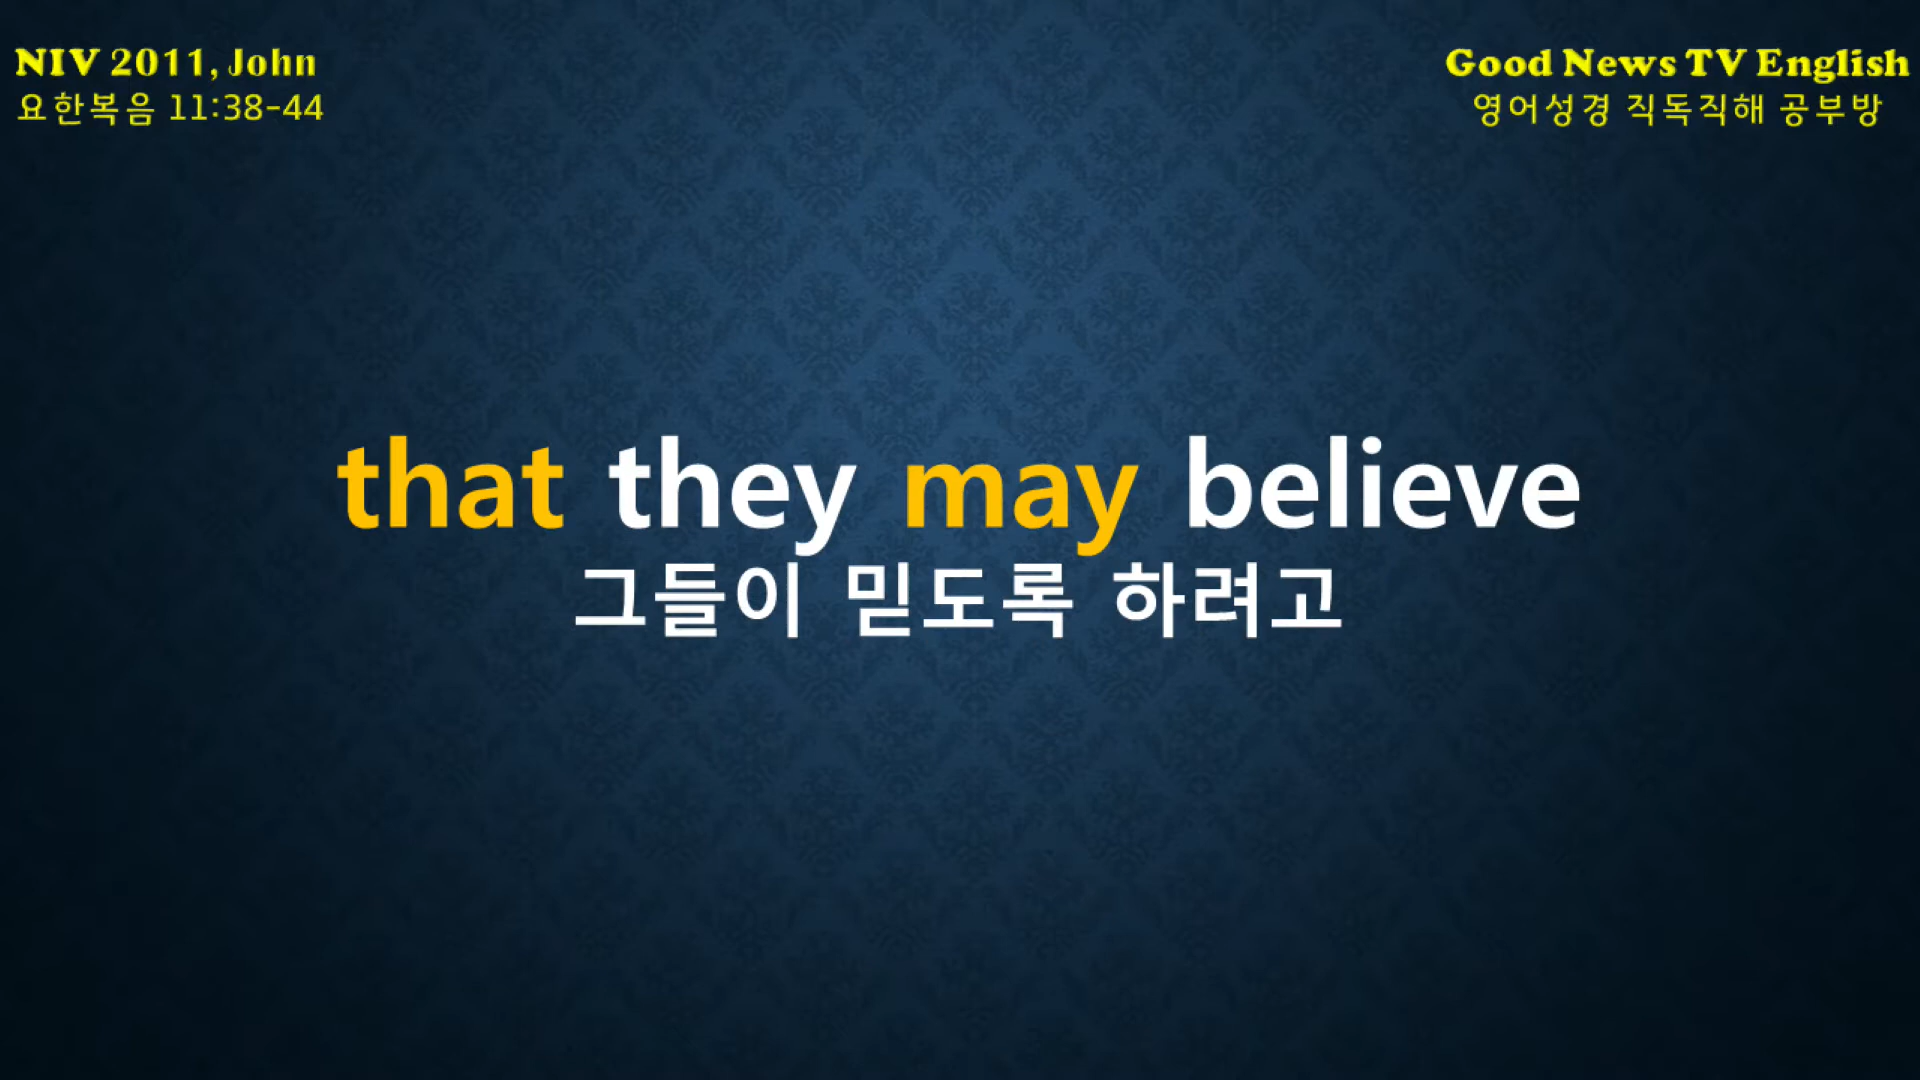 NIV 2011, John
요한복음 11:38-44
Good News TV English
영어성경 직독직해 공부방
that they may believe
그들이 믿도록 하려고